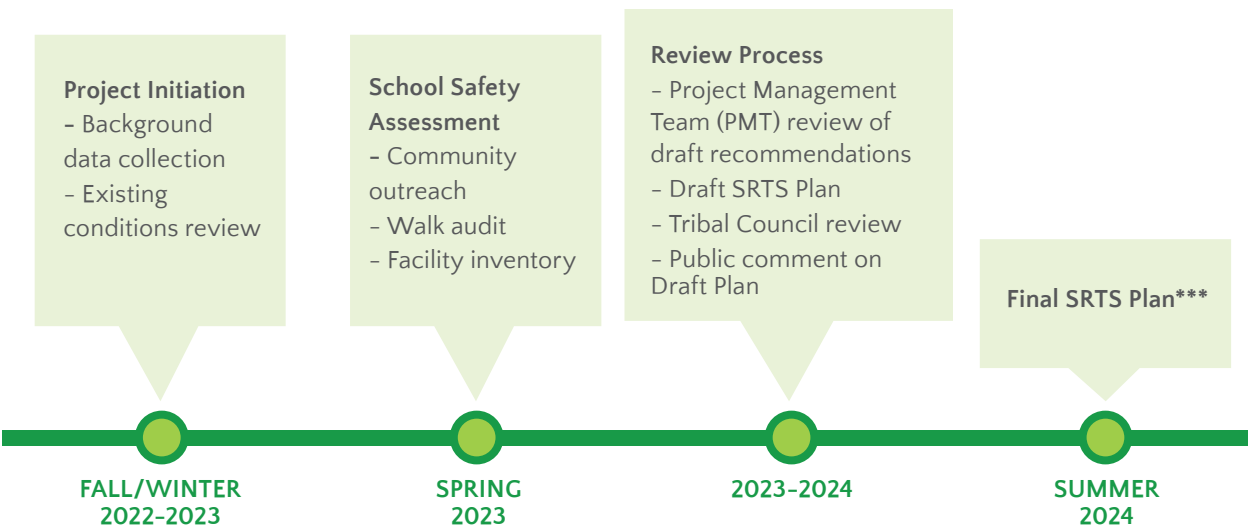 Project Initiation
- Background
data collection
- Existing
conditions review
School Safety
Assessment
- Community
outreach
- Walk audit
- Facility inventory
Review Process
- Project Management
Team (PMT) review of
draft recommendations
- Draft SRTS Plan
- Tribal Council review
- Public comment on
Draft Plan
Final SRTS Plan***
FALL/WINTER
2022-2023
SPRING
2023
2023-2024
SUMMER
2024